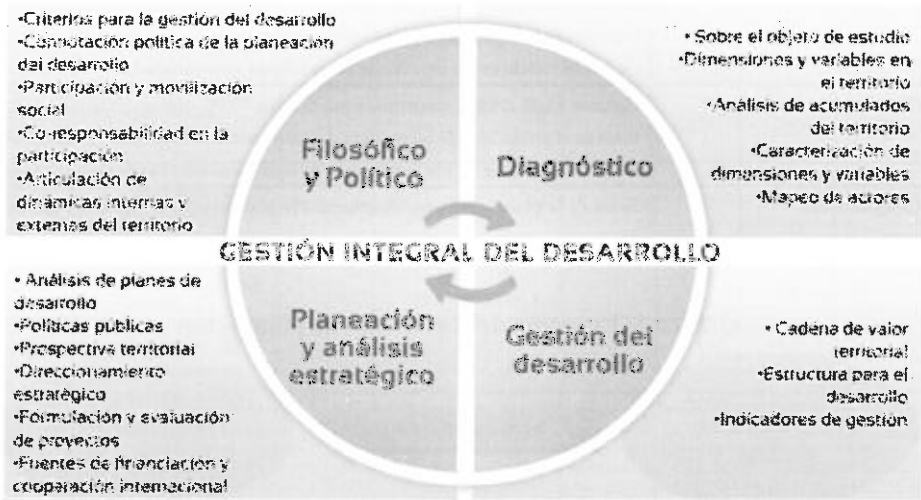 •Criterios para la gestión del desarrollo
•Connotación política de la planeación
del desarrollo
•Participación y movilización
social
•Co-responsabilidad en la
participación
•Articulación de
dinámicas internas y
externas del territorio
Filosófico
y Político
Diagnóstico
• Sobre el objeto de estudio
•Dimensiones y variables en
el territorio
•Análisis de acumulados
del territorio
•Caracterización de
dimensiones y variables
•Mapeo de actores
GESTIÓN INTEGRAL DEL DESARROLLO
• Análisis de planes de
desarrollo
•Políticas públicas
•Prospectiva territorial
•Direccionamiento
estratégico
•Formulación y evaluación
de proyectos
•Fuentes de financiación y
cooperación internacional
Planeación
y análisis
estratégico
Gestión del
desarrollo
• Cadena de valor
territorial
•Estructura para el
desarrollo
•Indicadores de gestión